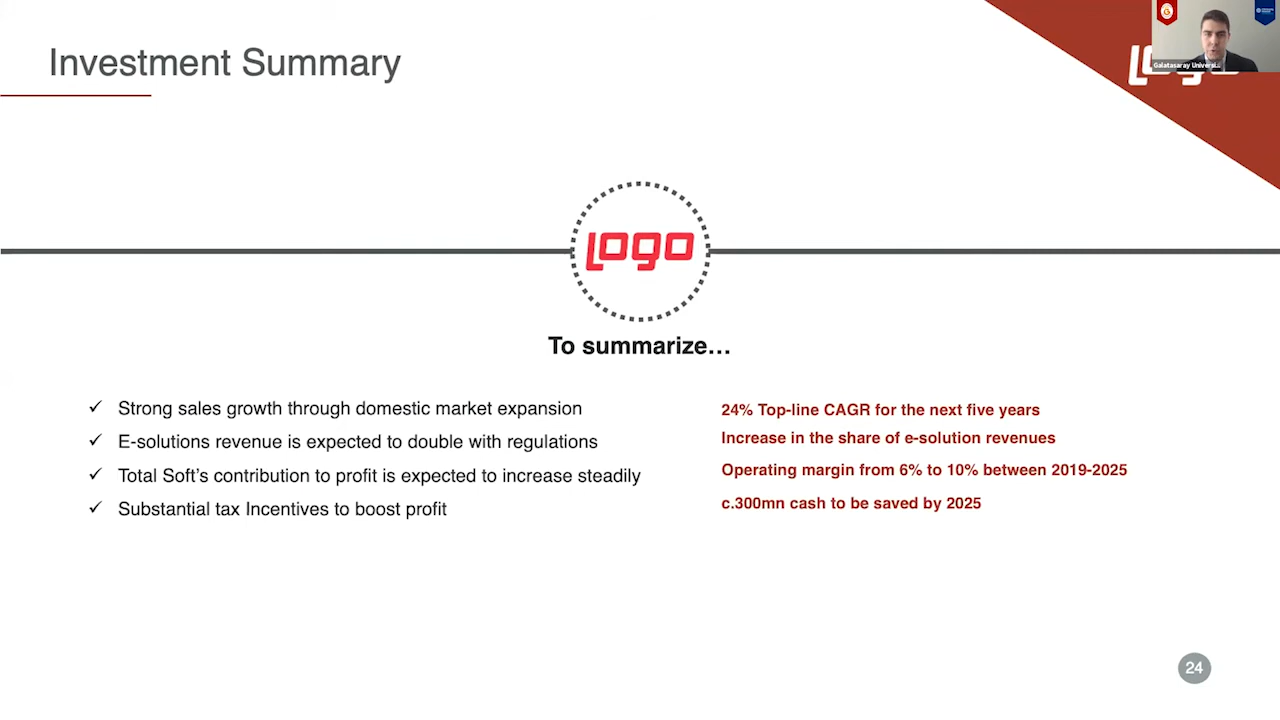 Investment Summary
Galatasaray Universi...
LOGO
To summarize…
✓ Strong sales growth through domestic market expansion
24% Top-line CAGR for the next five years
✓ E-solutions revenue is expected to double with regulations
Increase in the share of e-solution revenues
✓ Total Soft’s contribution to profit is expected to increase steadily
Operating margin from 6% to 10% between 2019-2025
✓ Substantial tax Incentives to boost profit
c.300mn cash to be saved by 2025
24